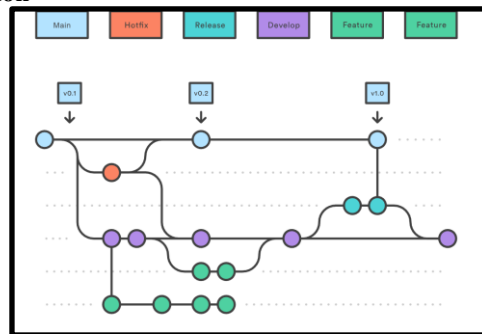 Main
Hotfix
Release
Develop
Feature
Feature
v0.1
v0.2
v1.0